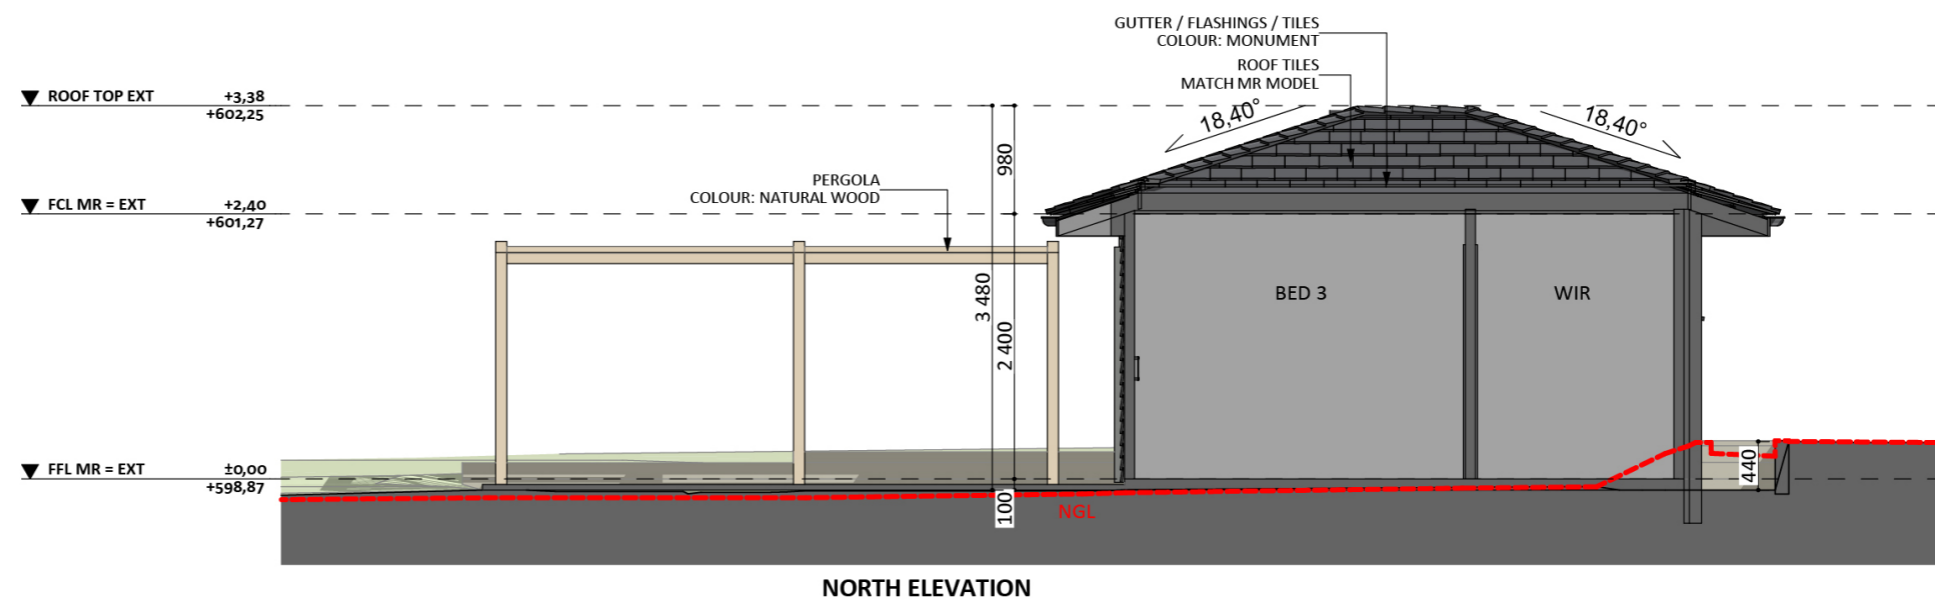 GUTTER / FLASHINGS / TILES
COLOUR: MONUMENT
ROOF TILES
MATCH MR MODEL
ROOF TOP EXT +3,38
+602,25
18,40°
18,40°
980
PERGOLA
COLOUR: NATURAL WOOD
FCL MR = EXT +2,40
+601,27
3 480
2 400
BED 3
WIR
FFL MR = EXT ±0,00
+598,87
440
100
NGL
NORTH ELEVATION